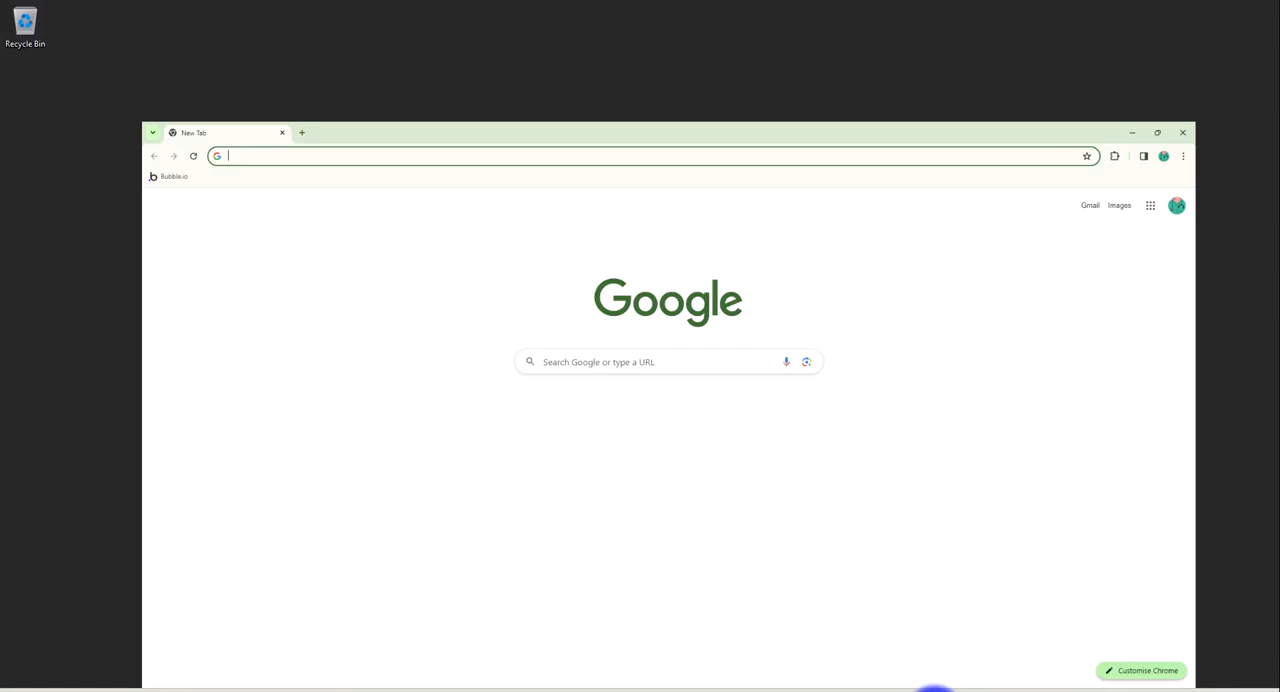 Recycle Bin
New Tab
Bubble.io
Gmail Images
Google
Search Google or type a URL
Customise Chrome